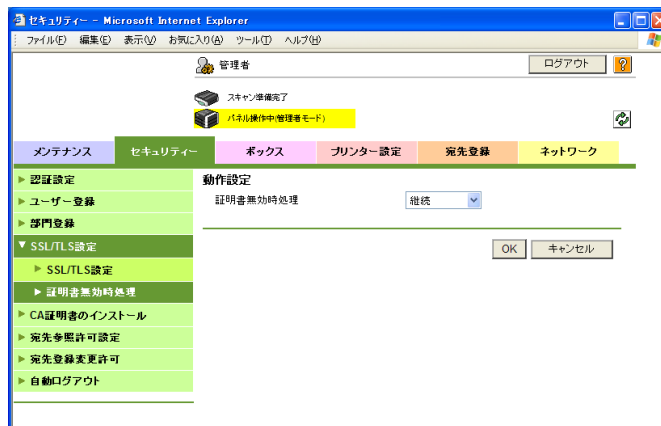 セキュリティー - Microsoft Internet Explorer
ファイル(F) 編集(E) 表示(V) お気に入り(A) ツール(T) ヘルプ(H)
管理者 ログアウト ?
スキャン準備完了
パネル操作中(管理者モード)
メンテナンス セキュリティー ボックス プリンター設定 宛先登録 ネットワーク
認証設定
ユーザー登録
部門登録
SSL/TLS設定
SSL/TLS設定
証明書無効時処理
CA証明書のインストール
宛先参照許可設定
宛先登録変更許可
自動ログアウト
動作設定
証明書無効時処理 継続
OK キャンセル